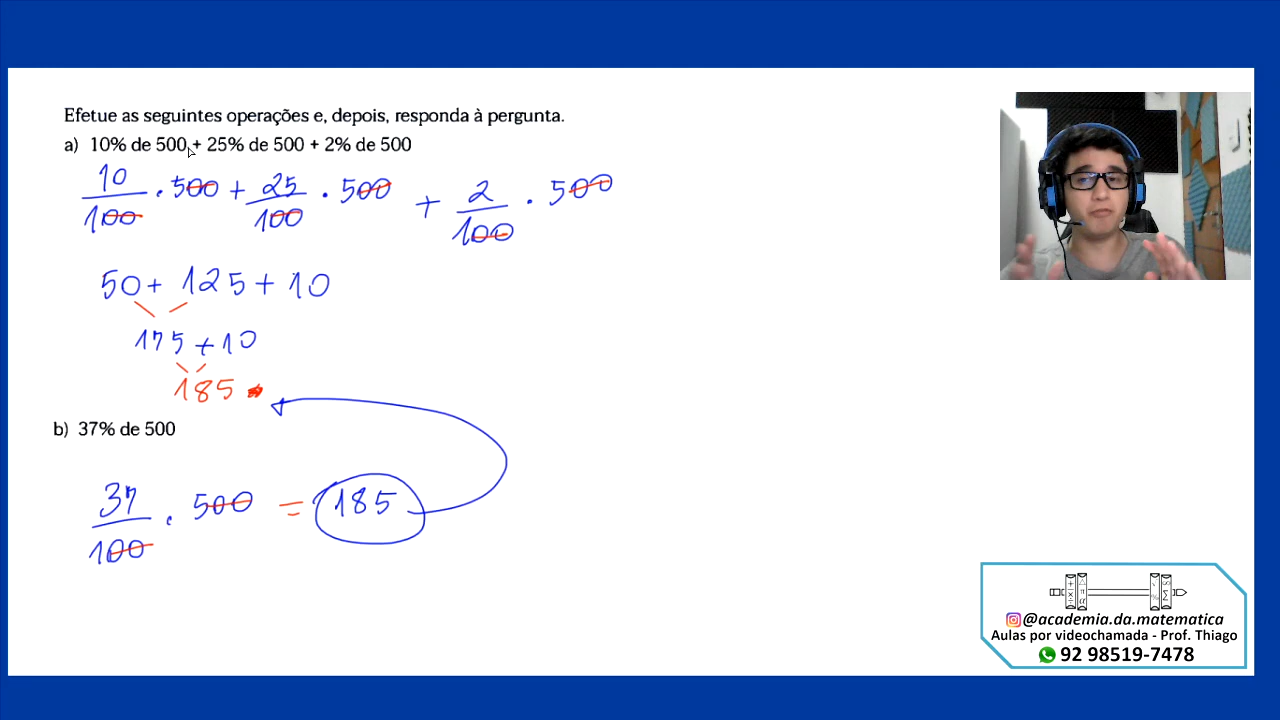 Efetue as seguintes operações e, depois, responda à pergunta.
a) 10% de 500 + 25% de 500 + 2% de 500
10/100 . 500 + 25/100 . 500 + 2/100 . 500
50 + 125 + 10
175 + 10
185
b) 37% de 500
37/100 . 500 = 185
@academia.da.matematica
Aulas por videochamada - Prof. Thiago
92 98519-7478